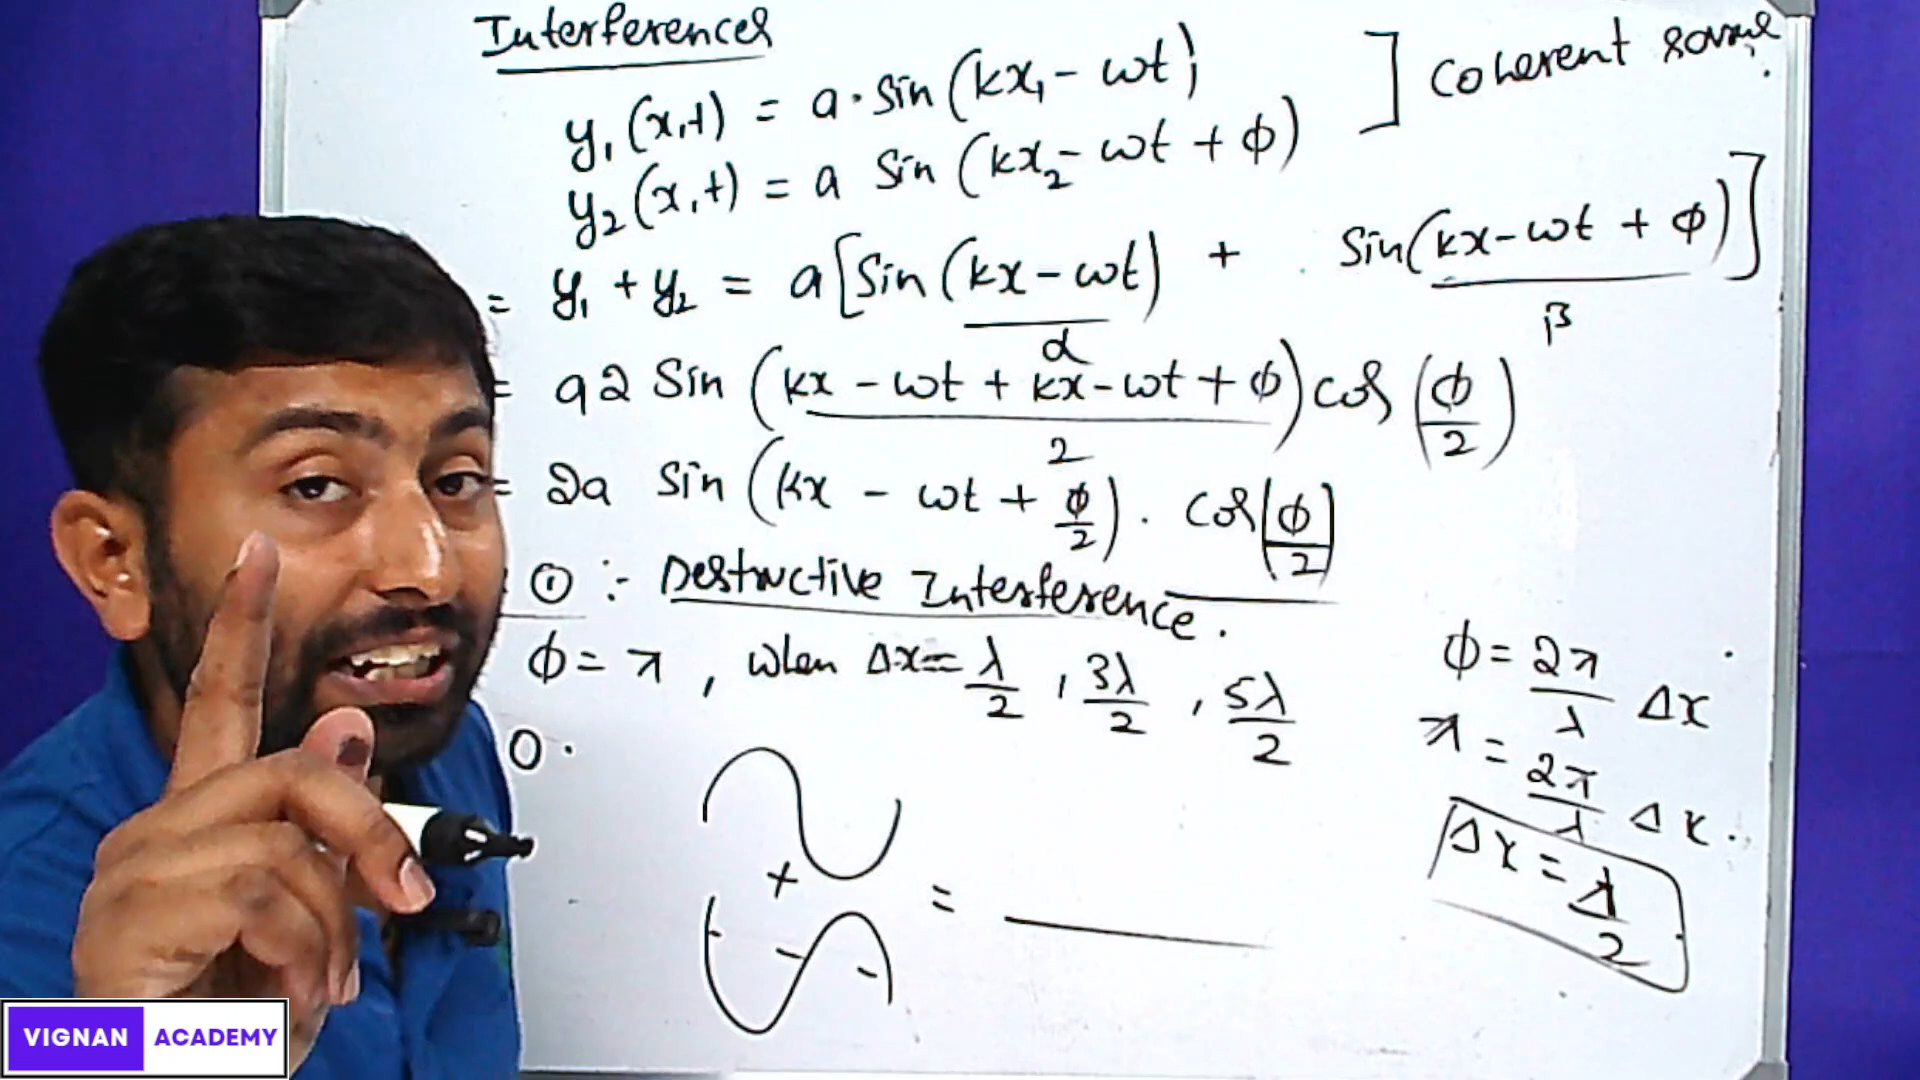 Interferences
y₁(x,t) = a · sin(kx₁ - ωt)
] Coherent
y₂(x,t) = a Sin(kx₂ - ωt + ϕ)
= y₁ + y₂ = a[Sin(kx - ωt) + Sin(kx - ωt + ϕ)]
α β
= a2 Sin (kx - ωt + kx - ωt + ϕ / 2) cos (ϕ/2)
= 2a Sin (kx - ωt + ϕ/2) · cos(ϕ/2)
① :- Destructive Interference.
ϕ = π, when Δx = λ/2, 3λ/2, 5λ/2
0.
+
=
ϕ = 2π/λ Δx
π = 2π/λ Δx.
Δx = λ/2
VIGNAN ACADEMY